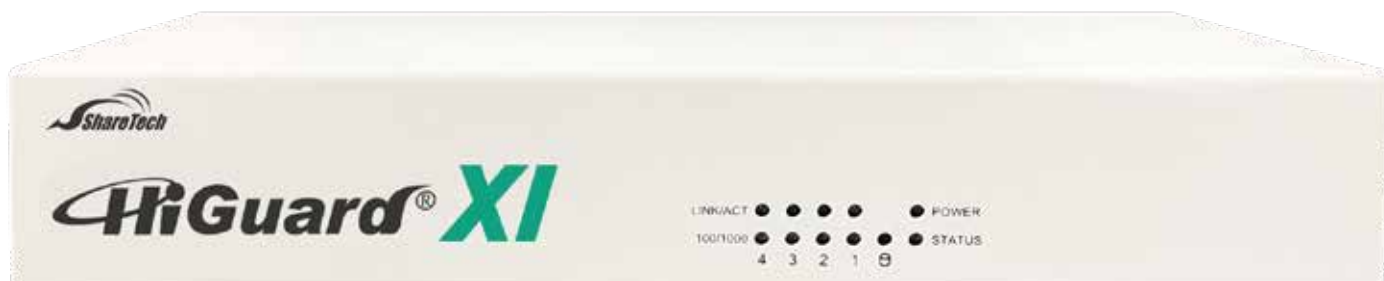 ShareTech
HiGuard® XI
LINK/ACT POWER
100/1000 STATUS
4 3 2 1